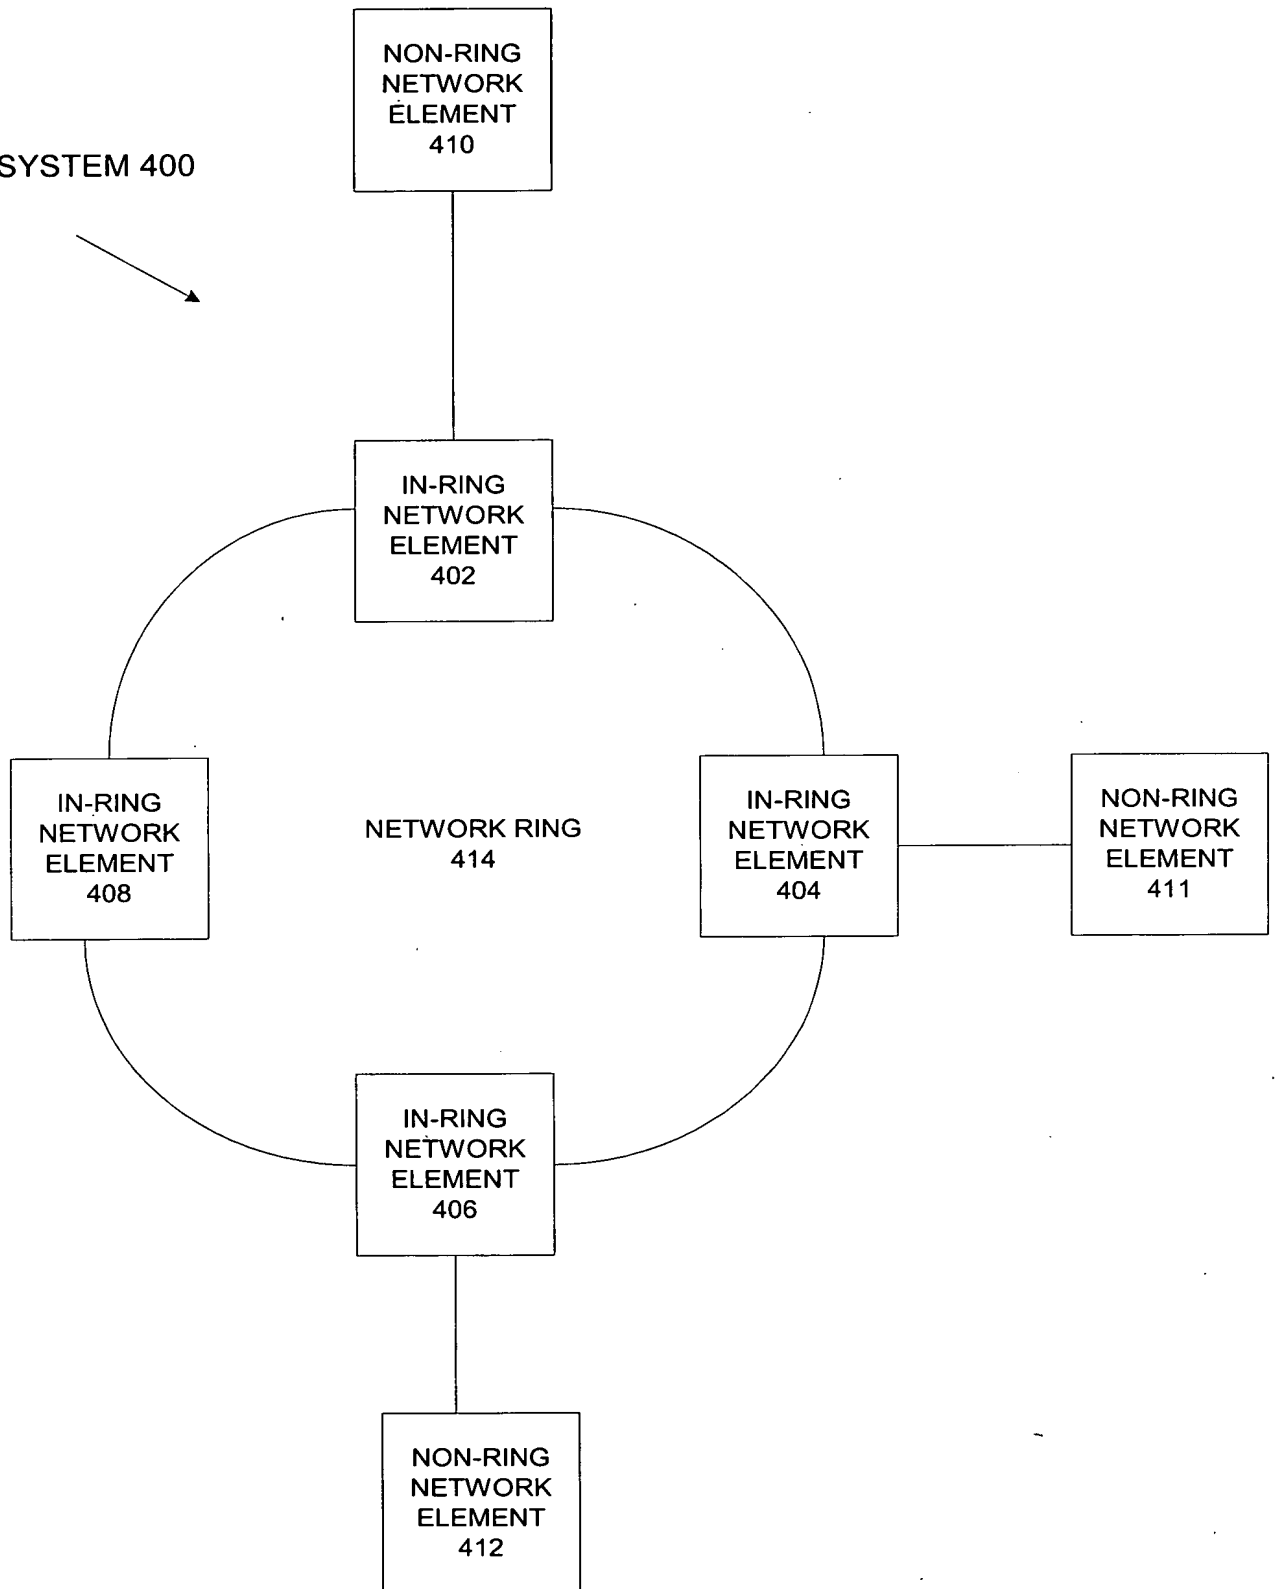 NON-RING
NETWORK
ELEMENT
410
SYSTEM 400
IN-RING
NETWORK
ELEMENT
402
IN-RING
NETWORK
ELEMENT
408
NETWORK RING
414
IN-RING
NETWORK
ELEMENT
404
NON-RING
NETWORK
ELEMENT
411
IN-RING
NETWORK
ELEMENT
406
NON-RING
NETWORK
ELEMENT
412